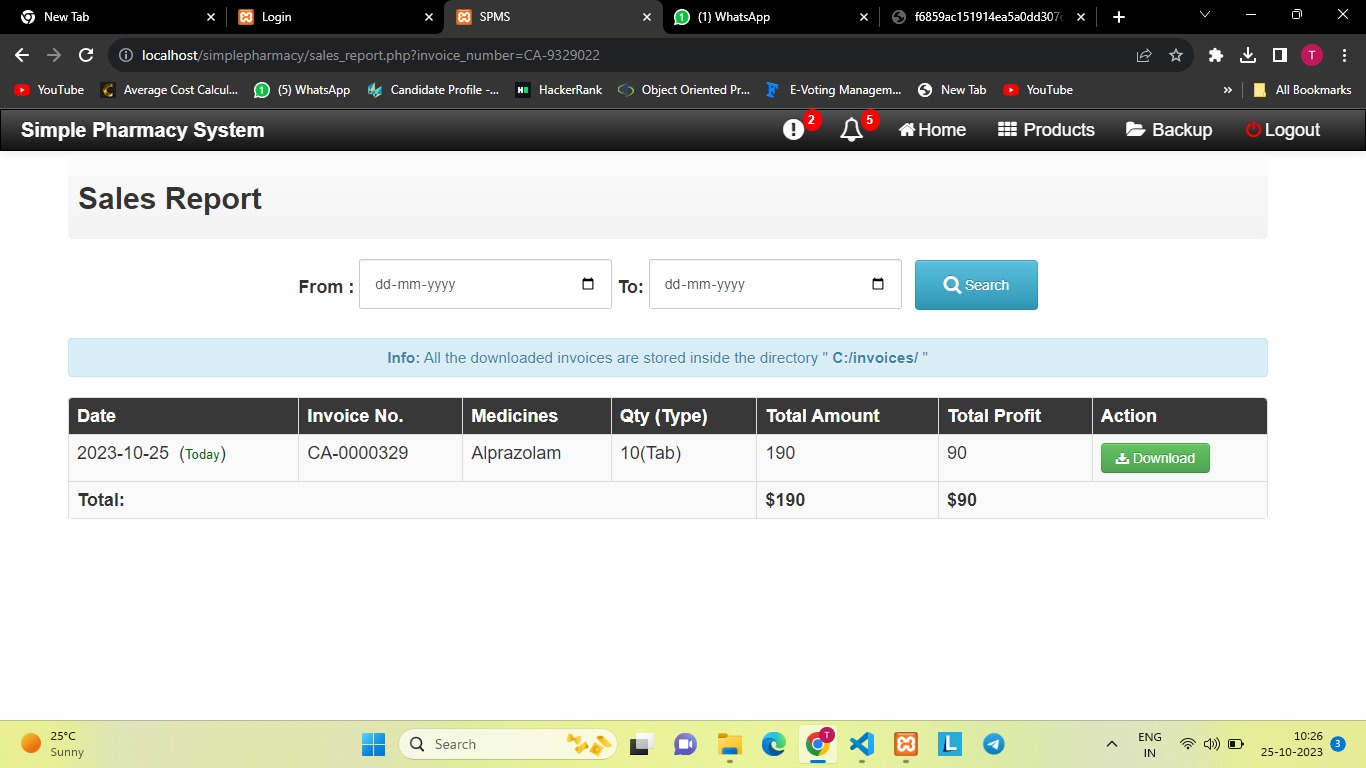 New Tab
Login
SPMS
(1) WhatsApp
f6859ac151914ea5a0dd307
localhost/simplepharmacy/sales_report.php?invoice_number=CA-9329022
T
YouTube
Average Cost Calcul...
(5) WhatsApp
Candidate Profile -...
HackerRank
Object Oriented Pr...
E-Voting Managem...
New Tab
YouTube
»
All Bookmarks
Simple Pharmacy System
2
5
Home
Products
Backup
Logout
Sales Report
From : dd-mm-yyyy To: dd-mm-yyyy Search
Info: All the downloaded invoices are stored inside the directory " C:/invoices/ "
Date Invoice No. Medicines Qty (Type) Total Amount Total Profit Action
2023-10-25 (Today) CA-0000329 Alprazolam 10(Tab) 190 90 Download
Total: $190 $90
25°C
Sunny
Search
T
L
ENG
IN
10:26
25-10-2023
3